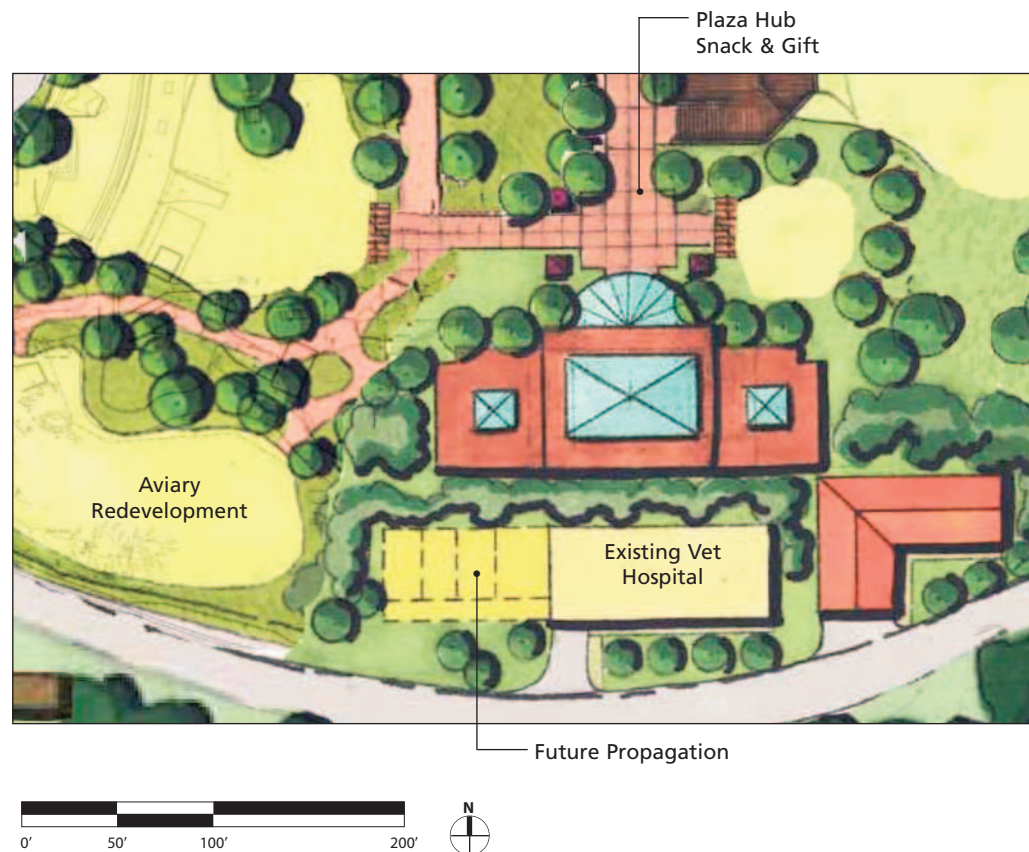 Plaza Hub
Snack & Gift
Aviary
Redevelopment
Existing Vet
Hospital
Future Propagation
0' 50' 100' 200'
N